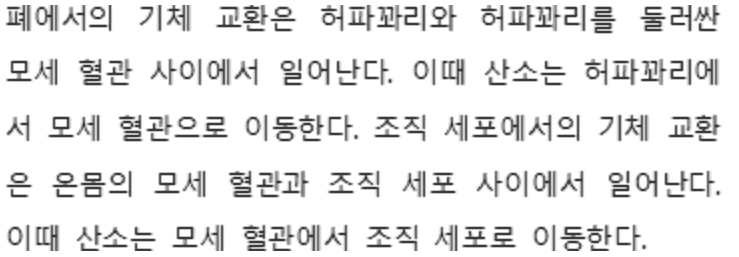 폐에서의 기체 교환은 허파꽈리와 허파꽈리를 둘러싼
모세 혈관 사이에서 일어난다. 이때 산소는 허파꽈리에
서 모세 혈관으로 이동한다. 조직 세포에서의 기체 교환
은 온몸의 모세 혈관과 조직 세포 사이에서 일어난다.
이때 산소는 모세 혈관에서 조직 세포로 이동한다.